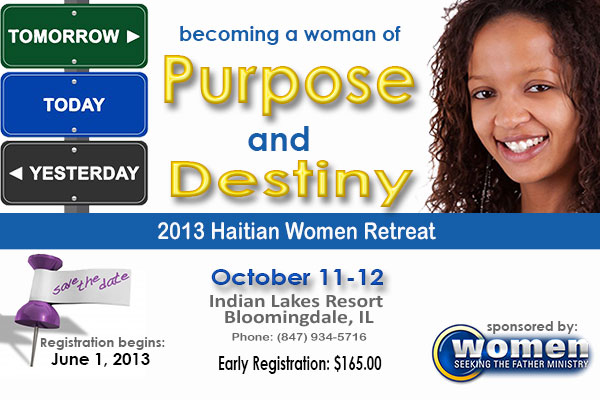 TOMORROW ►
TODAY
◄ YESTERDAY
becoming a woman of
Purpose
and
Destiny
2013 Haitian Women Retreat
save the date
Registration begins:
June 1, 2013
October 11-12
Indian Lakes Resort
Bloomingdale, IL
Phone: (847) 934-5716
Early Registration: $165.00
sponsored by:
Women
SEEKING THE FATHER MINISTRY